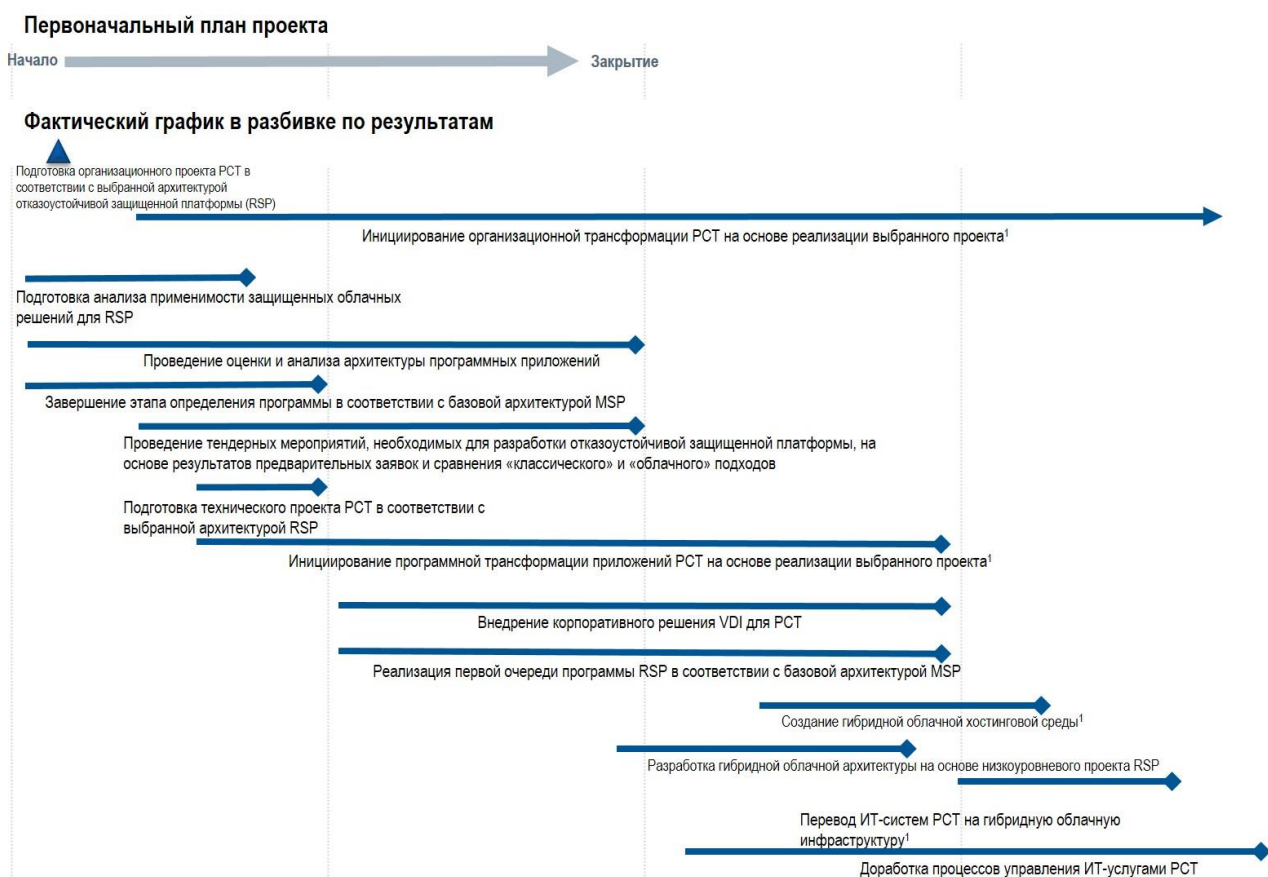 Первоначальный план проекта
Начало
Закрытие
Фактический график в разбивке по результатам
Подготовка организационного проекта РСТ в
соответствии с выбранной архитектурой
отказоустойчивой защищенной платформы (RSP)
Инициирование организационной трансформации РСТ на основе реализации выбранного проекта¹
Подготовка анализа применимости защищенных облачных
решений для RSP
Проведение оценки и анализа архитектуры программных приложений
Завершение этапа определения программы в соответствии с базовой архитектурой MSP
Проведение тендерных мероприятий, необходимых для разработки отказоустойчивой защищенной платформы, на
основе результатов предварительных заявок и сравнения «классического» и «облачного» подходов
Подготовка технического проекта РСТ в соответствии с
выбранной архитектурой RSP
Инициирование программной трансформации приложений РСТ на основе реализации выбранного проекта¹
Внедрение корпоративного решения VDI для РСТ
Реализация первой очереди программы RSP в соответствии с базовой архитектурой MSP
Создание гибридной облачной хостинговой среды¹
Разработка гибридной облачной архитектуры на основе низкоуровневого проекта RSP
Перевод ИТ-систем РСТ на гибридную облачную
инфраструктуру¹
Доработка процессов управления ИТ-услугами РСТ